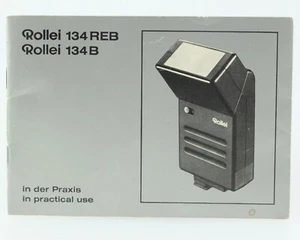 Rollei 134 REB
Rollei 134 B
Rollei
in der Praxis
in practical use